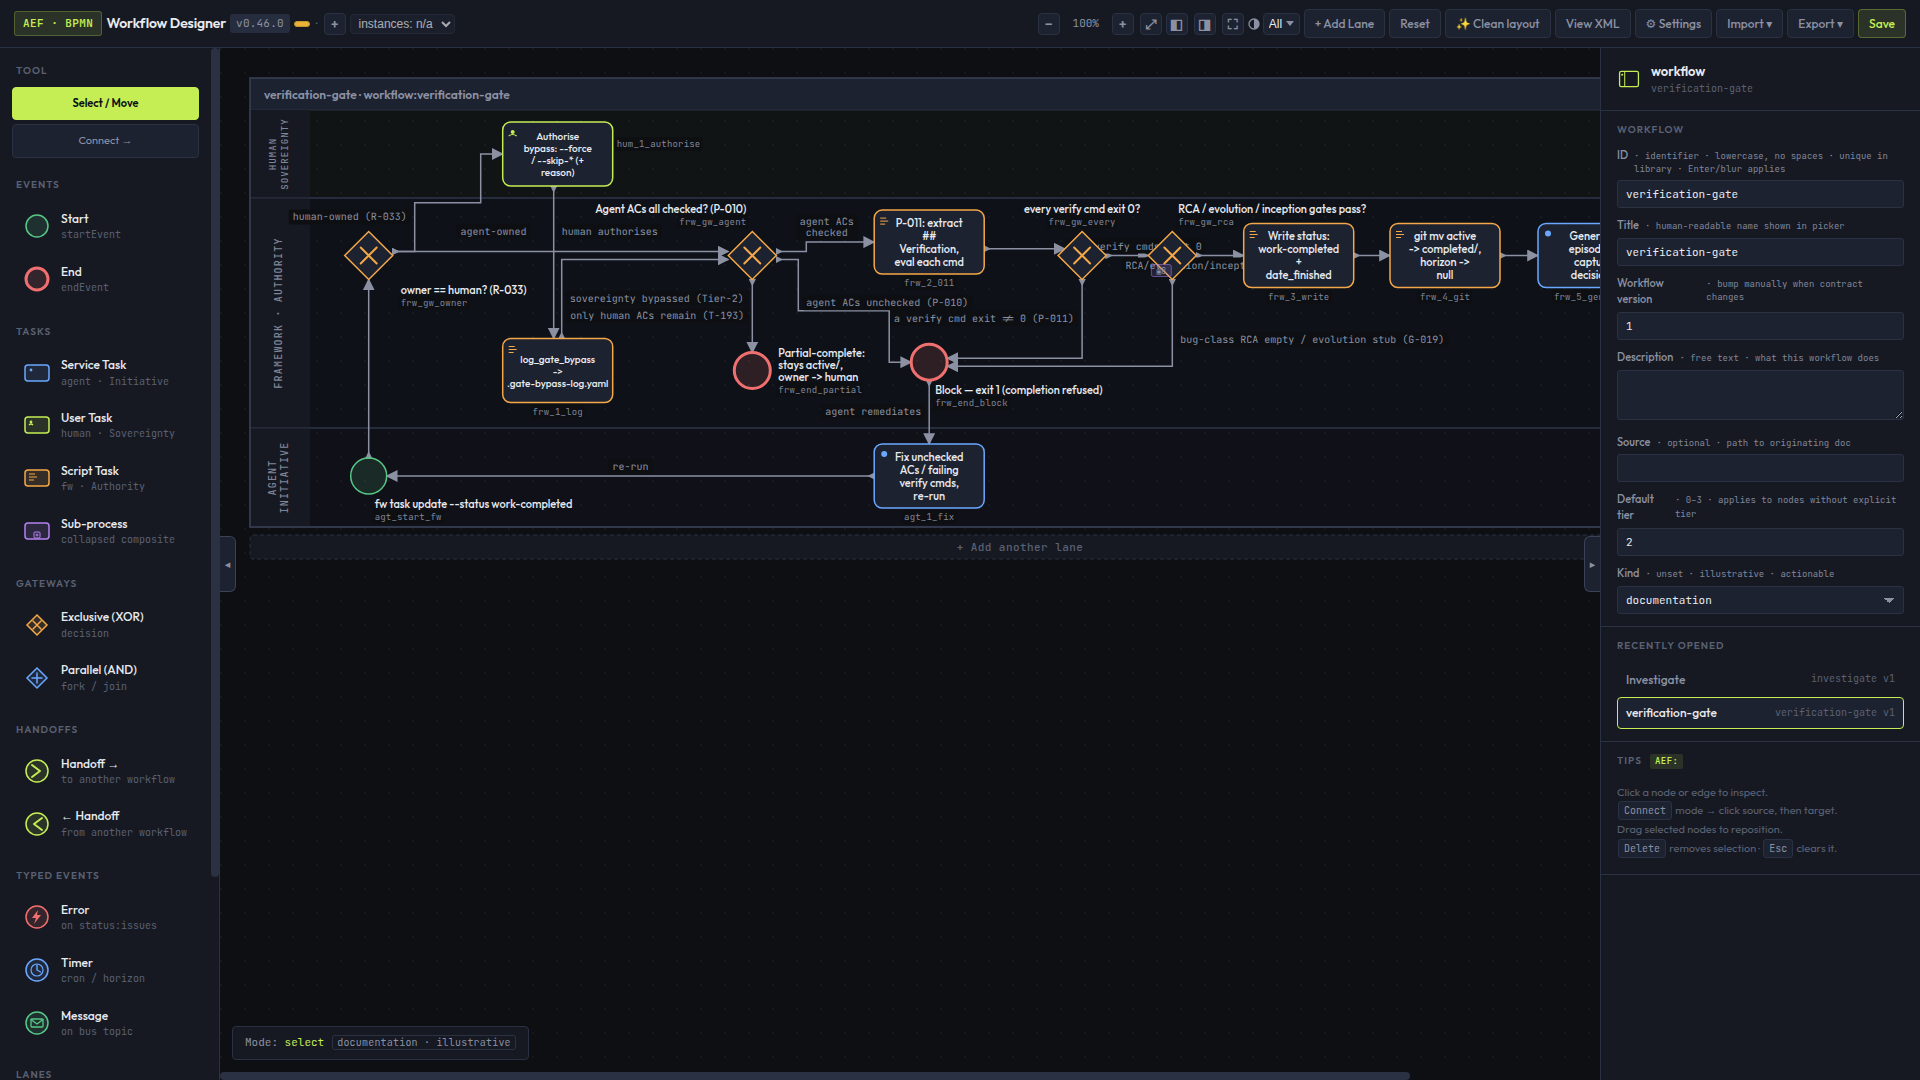 AEF · BPMN Workflow Designer v0.46.0 · + instances: n/a
− 100% + All + Add Lane Reset ✨ Clean layout View XML ⚙ Settings Import ▾ Export ▾ Save
TOOL
Select / Move
Connect →
EVENTS
Start
startEvent
End
endEvent
TASKS
Service Task
agent · Initiative
User Task
human · Sovereignty
Script Task
fw · Authority
Sub-process
collapsed composite
GATEWAYS
Exclusive (XOR)
decision
Parallel (AND)
fork / join
HANDOFFS
Handoff →
to another workflow
← Handoff
from another workflow
TYPED EVENTS
Error
on status:issues
Timer
cron / horizon
Message
on bus topic
LANES
verification-gate · workflow:verification-gate
HUMAN
SOVEREIGNTY
Authorise
bypass: --force
/ --skip-* (+
reason)
hum_1_authorise
FRAMEWORK · AUTHORITY
human-owned (R-033)
agent-owned
human authorises
Agent ACs all checked? (P-010)
frw_gw_agent
agent ACs
checked
P-011: extract
##
Verification,
eval each cmd
frw_2_011
every verify cmd exit 0?
frw_gw_every
RCA / evolution / inception gates pass?
frw_gw_rca
Write status:
work-completed
+
date_finished
frw_3_write
git mv active
-> completed/,
horizon ->
null
frw_4_git
owner == human? (R-033)
frw_gw_owner
sovereignty bypassed (Tier-2)
only human ACs remain (T-193)
agent ACs unchecked (P-010)
a verify cmd exit ≠ 0 (P-011)
bug-class RCA empty / evolution stub (G-019)
log_gate_bypass
->
.gate-bypass-log.yaml
frw_1_log
Partial-complete:
stays active/,
owner -> human
frw_end_partial
Block — exit 1 (completion refused)
frw_end_block
agent remediates
AGENT
INITIATIVE
re-run
fw task update --status work-completed
agt_start_fw
Fix unchecked
ACs / failing
verify cmds,
re-run
agt_1_fix
+ Add another lane
Mode: select documentation · illustrative
workflow
verification-gate
WORKFLOW
ID · identifier · lowercase, no spaces · unique in
library · Enter/blur applies
verification-gate
Title · human-readable name shown in picker
verification-gate
Workflow version · bump manually when contract changes
1
Description · free text · what this workflow does
Source · optional · path to originating doc
Default tier · 0–3 · applies to nodes without explicit tier
2
Kind · unset · illustrative · actionable
documentation
RECENTLY OPENED
Investigate investigate v1
verification-gate verification-gate v1
TIPS AEF:
Click a node or edge to inspect.
Connect mode → click source, then target.
Drag selected nodes to reposition.
Delete removes selection · Esc clears it.